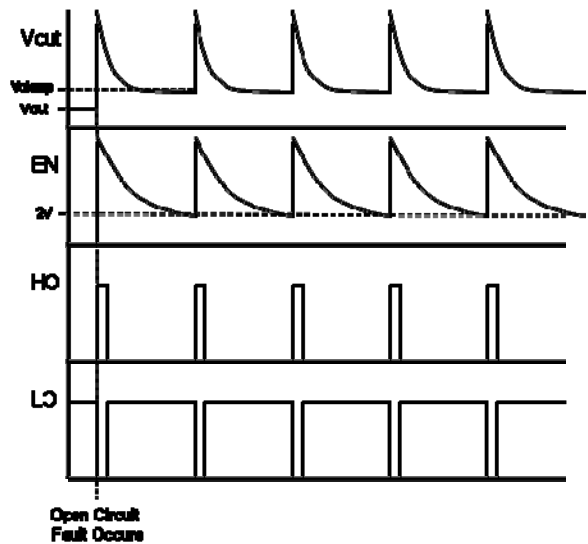 Vout
Vclamp
Vout
EN
2V
HO
LO
Open Circuit
Fault Occurs